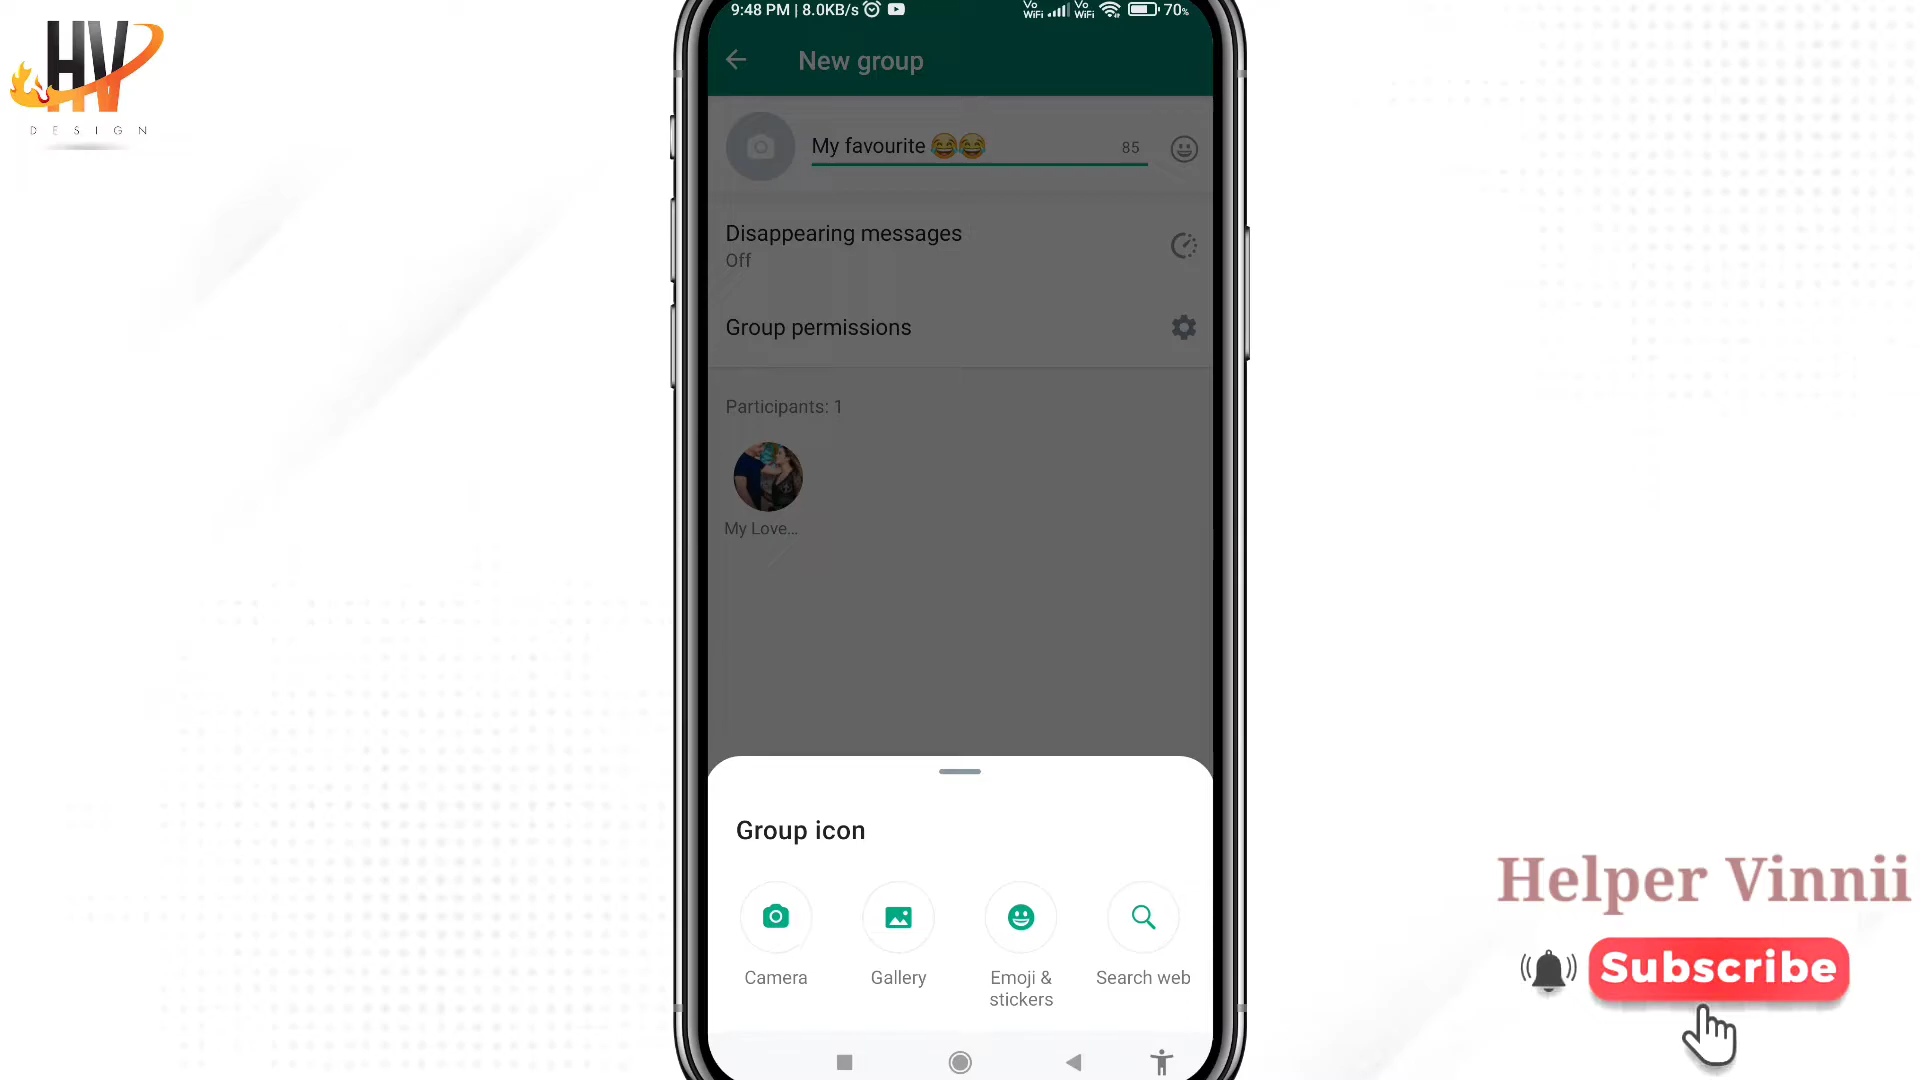 HV
DESIGN
9:48 PM | 8.0KB/s
Vo WiFi Vo WiFi 70%
New group
My favourite 😂😂 85
Disappearing messages
Off
Group permissions
Participants: 1
My Love...
Group icon
Camera
Gallery
Emoji &
stickers
Search web
Helper Vinnii
Subscribe